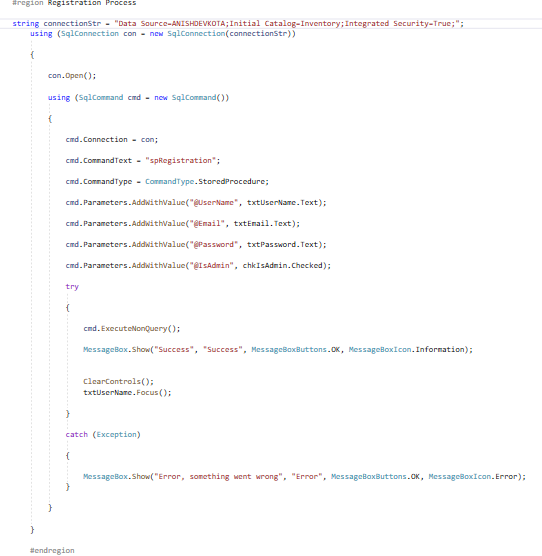 #region Registration Process
string connectionStr = "Data Source=ANISHDEVKOTA;Initial Catalog=Inventory;Integrated Security=True;";
using (SqlConnection con = new SqlConnection(connectionStr))
{
con.Open();
using (SqlCommand cmd = new SqlCommand())
{
cmd.Connection = con;
cmd.CommandText = "spRegistration";
cmd.CommandType = CommandType.StoredProcedure;
cmd.Parameters.AddWithValue("@UserName", txtUserName.Text);
cmd.Parameters.AddWithValue("@Email", txtEmail.Text);
cmd.Parameters.AddWithValue("@Password", txtPassword.Text);
cmd.Parameters.AddWithValue("@IsAdmin", chkIsAdmin.Checked);
try
{
cmd.ExecuteNonQuery();
MessageBox.Show("Success", "Success", MessageBoxButtons.OK, MessageBoxIcon.Information);
ClearControls();
txtUserName.Focus();
}
catch (Exception)
{
MessageBox.Show("Error, something went wrong", "Error", MessageBoxButtons.OK, MessageBoxIcon.Error);
}
}
}
#endregion